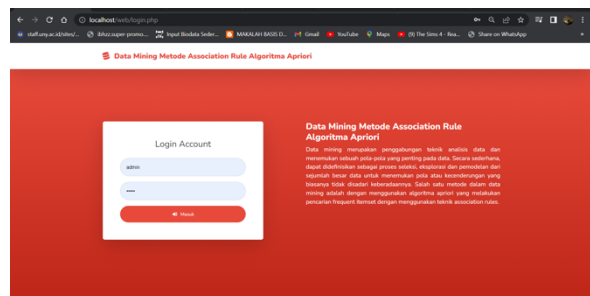 localhost/web/login.php
staff.uny.ac.id/sites/...
Input Biodata Seder...
MAKALAH BASIS D...
Gmail
YouTube
Maps
(9) The Sims 4 - Rea...
Share on WhatsApp
Data Mining Metode Association Rule Algoritma Apriori
Login Account
admin
•••••
Masuk
Data Mining Metode Association Rule
Algoritma Apriori
Data mining merupakan penggabungan teknik analisis data dan
menemukan sebuah pola-pola yang penting pada data. Secara sederhana,
dapat didefinisikan sebagai proses seleksi, eksplorasi dan pemodelan dari
sejumlah besar data untuk menemukan pola atau kecenderungan yang
biasanya tidak disadari keberadaannya. Salah satu metode dalam data
mining adalah dengan menggunakan algoritma apriori yang melakukan
pencarian frequent itemset dengan menggunakan teknik association rules.